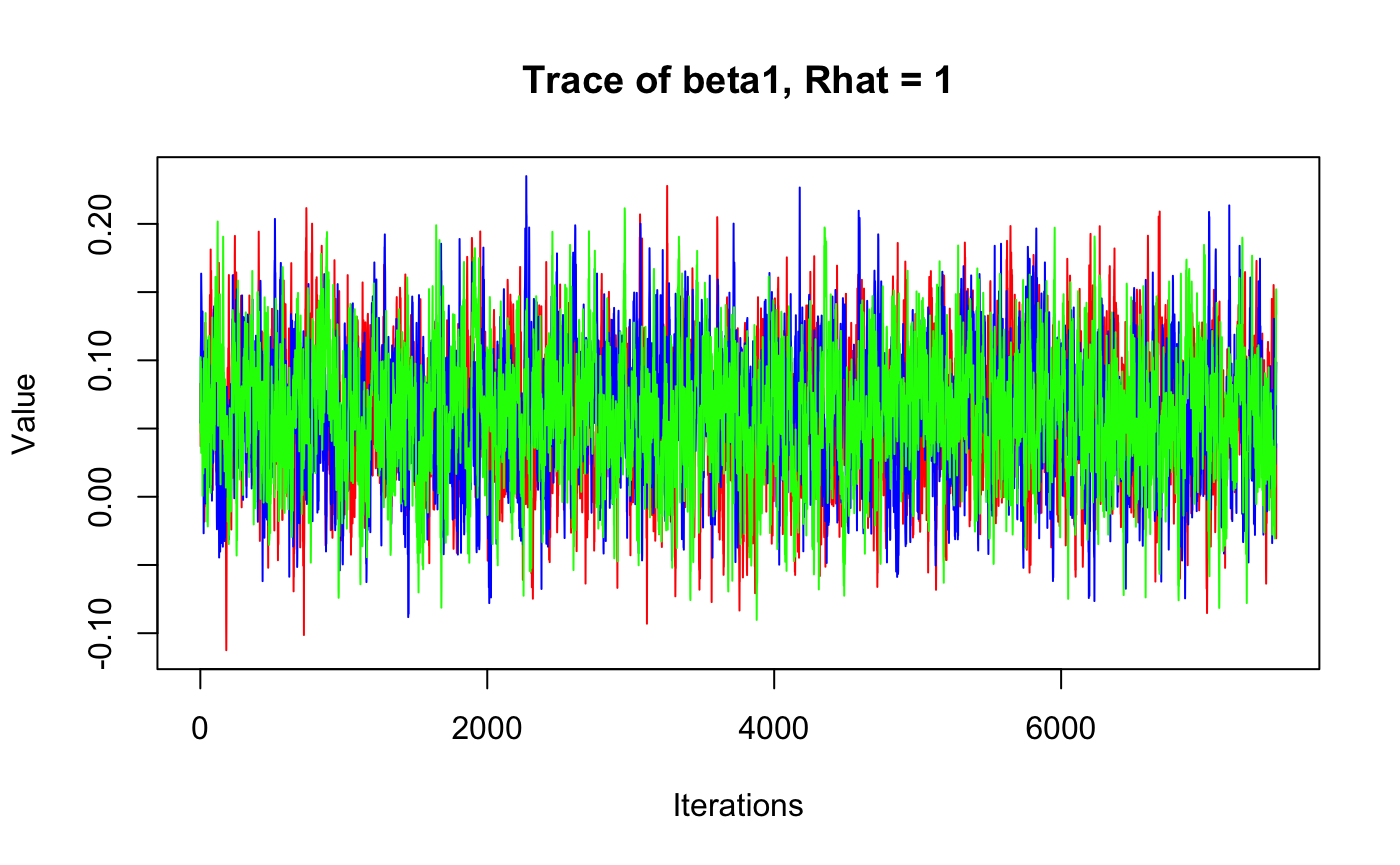 Trace of beta1, Rhat = 1
Value
0.20
0.10
0.00
-0.10
0
2000
4000
6000
Iterations